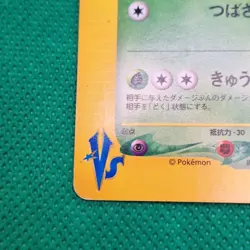 つばさ
きゅう
相手に与えたダメージぶんのダメージ
相手を「どく」状態にする。
弱点
抵抗力 -30
VS
© Pokémon